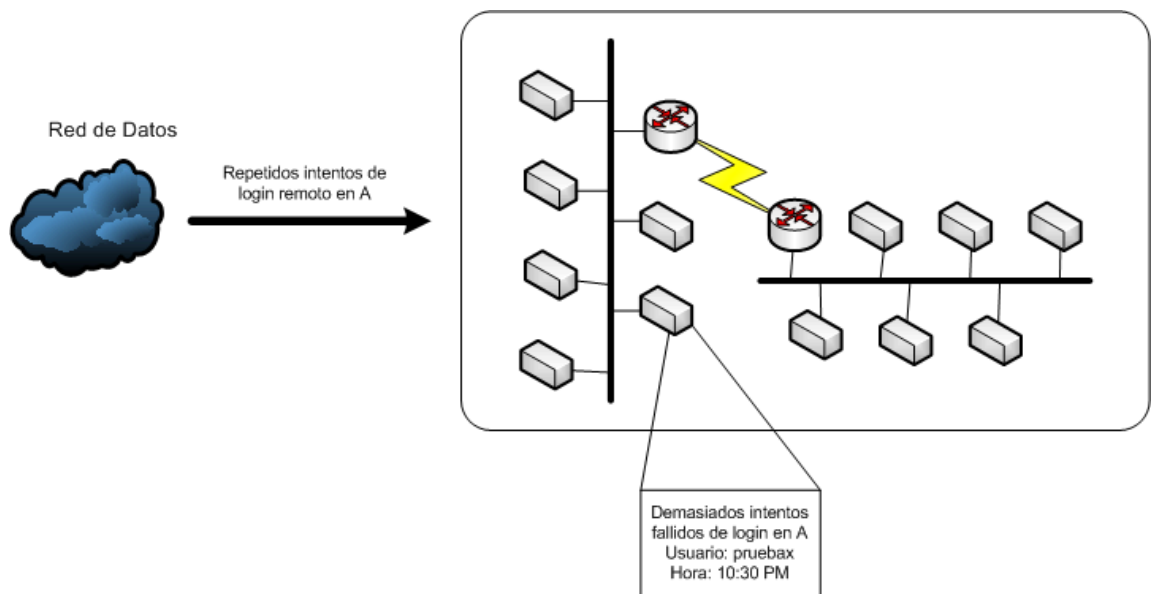 Red de Datos
Repetidos intentos de
login remoto en A
Demasiados intentos
fallidos de login en A
Usuario: pruebax
Hora: 10:30 PM